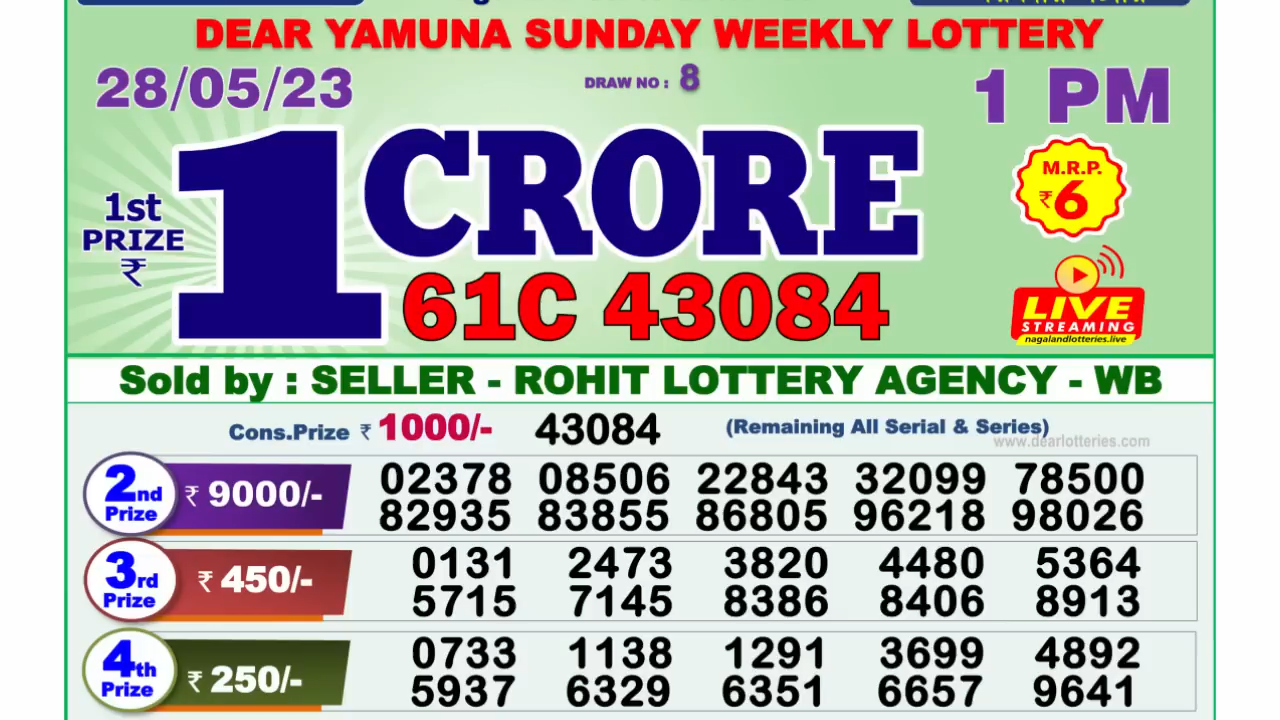 DEAR YAMUNA SUNDAY WEEKLY LOTTERY
28/05/23
DRAW NO : 8
1 PM
1st
PRIZE
₹
1 CRORE
M.R.P.
₹6
61C 43084
LIVE
STREAMING
nagalandlotteries.live
Sold by : SELLER - ROHIT LOTTERY AGENCY - WB
Cons.Prize ₹ 1000/- 43084 (Remaining All Serial & Series)
www.dearlotteries.com
2nd Prize ₹ 9000/-
02378 08506 22843 32099 78500
82935 83855 86805 96218 98026
3rd Prize ₹ 450/-
0131 2473 3820 4480 5364
5715 7145 8386 8406 8913
4th Prize ₹ 250/-
0733 1138 1291 3699 4892
5937 6329 6351 6657 9641